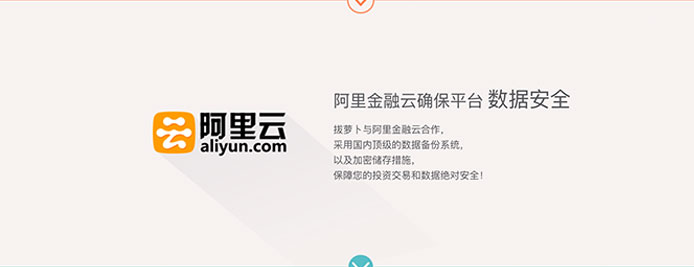 阿里云
aliyun.com
阿里金融云确保平台 数据安全
拔萝卜与阿里金融云合作,
采用国内顶级的数据备份系统,
以及加密储存措施,
保障您的投资交易和数据绝对安全!